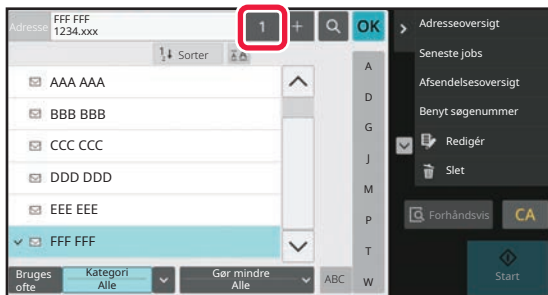 Adresse
FFF FFF
1234.xxx
1
+
OK
Sorter
AAA AAA
BBB BBB
CCC CCC
DDD DDD
EEE EEE
FFF FFF
A
D
G
J
M
P
T
W
Bruges
ofte
Kategori
Alle
Gør mindre
Alle
ABC
Adresseoversigt
Seneste jobs
Afsendelsesoversigt
Benyt søgenummer
Redigér
Slet
Forhåndsvis
CA
Start